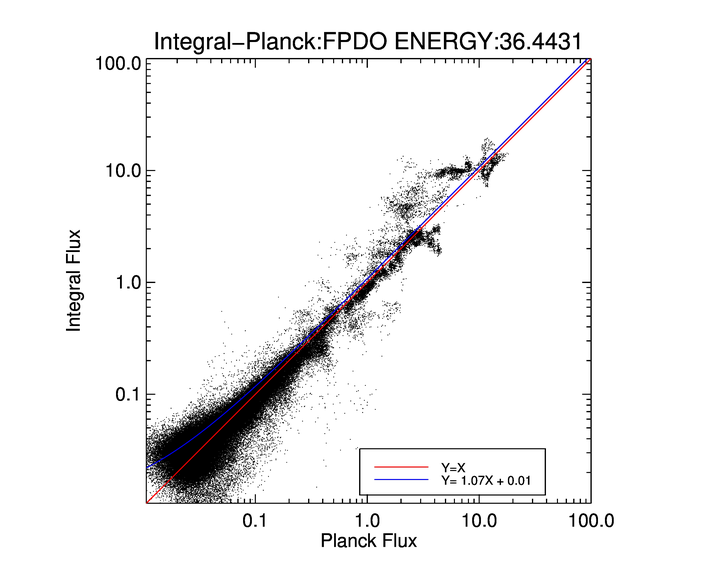 Integral-Planck:FPDO ENERGY:36.4431
100.0
10.0
1.0
0.1
Integral Flux
Y=X
Y= 1.07X + 0.01
0.1 1.0 10.0 100.0
Planck Flux